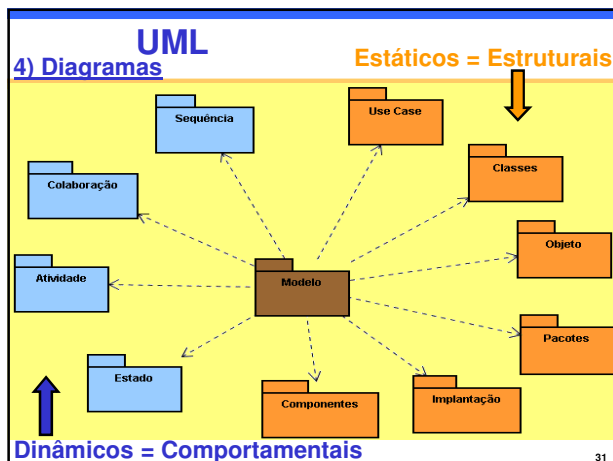 UML
4) Diagramas
Estáticos = Estruturais
Sequência
Use Case
Colaboração
Classes
Atividade
Modelo
Objeto
Estado
Componentes
Implantação
Pacotes
Dinâmicos = Comportamentais
31